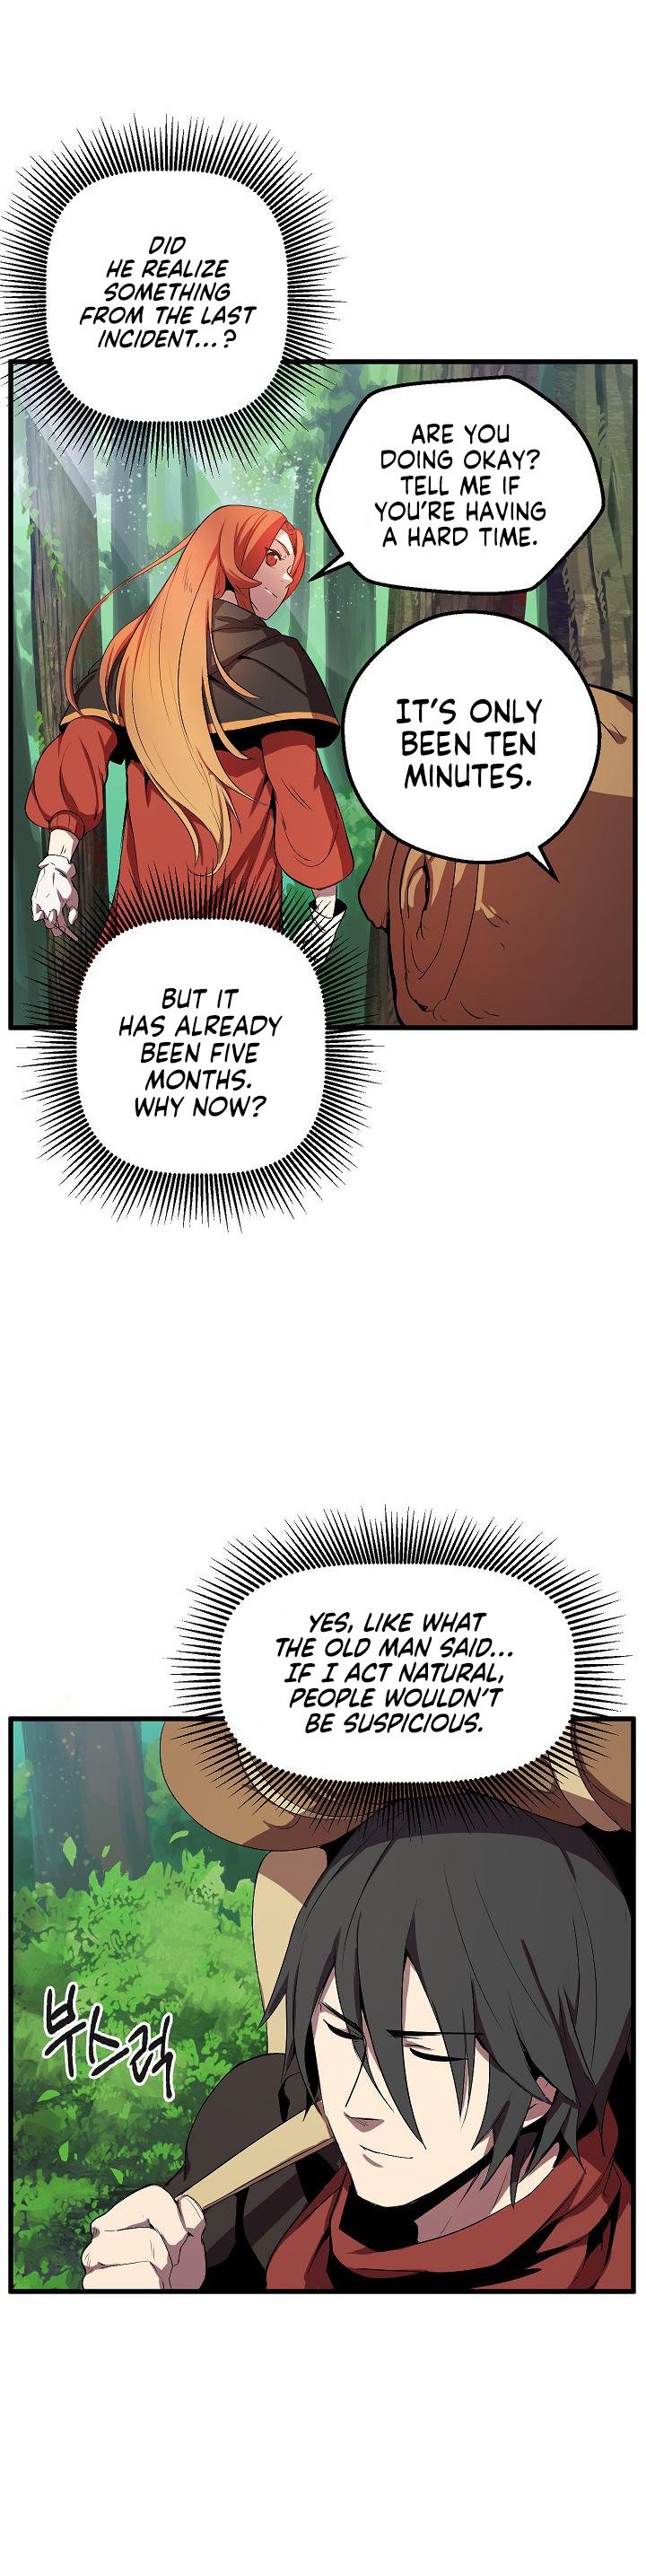 DID
HE REALIZE
SOMETHING
FROM THE LAST
INCIDENT...?
ARE YOU
DOING OKAY?
TELL ME IF
YOU'RE HAVING
A HARD TIME.
IT'S ONLY
BEEN TEN
MINUTES.
BUT IT
HAS ALREADY
BEEN FIVE
MONTHS.
WHY NOW?
YES, LIKE WHAT
THE OLD MAN SAID...
IF I ACT NATURAL,
PEOPLE WOULDN'T
BE SUSPICIOUS.
부스럭